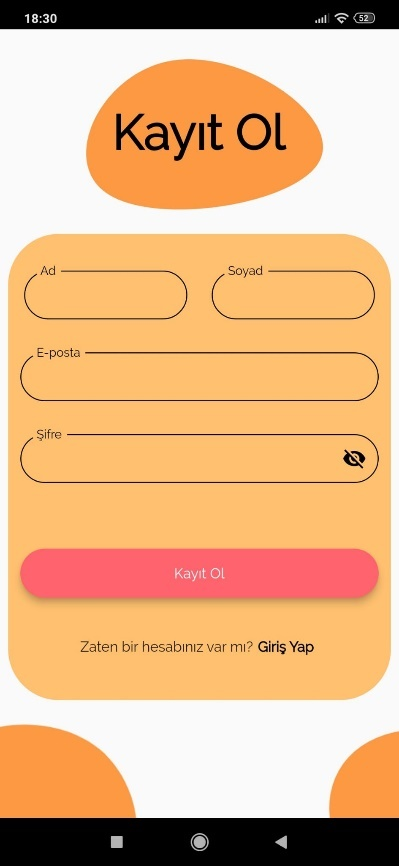 18:30
52
Kayıt Ol
Ad
Soyad
E-posta
Şifre
Kayıt Ol
Zaten bir hesabınız var mı? Giriş Yap